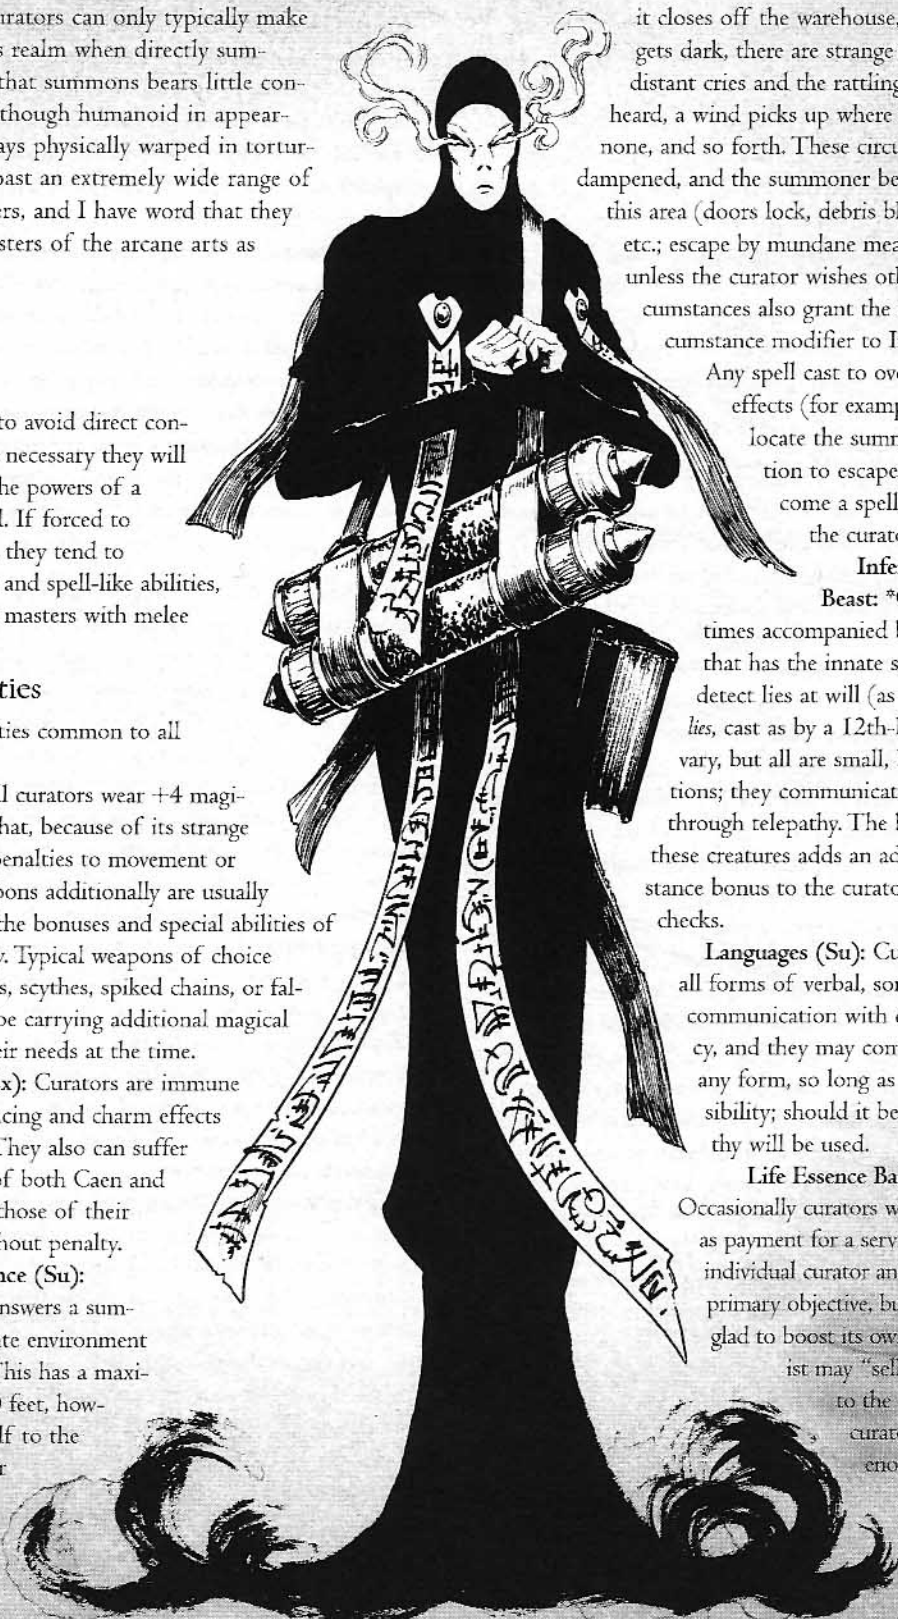 urators can only typically make
s realm when directly sum-
that summons bears little con-
though humanoid in appear-
ays physically warped in tortur-
oast an extremely wide range of
ers, and I have word that they
sters of the arcane arts as
to avoid direct con-
necessary they will
he powers of a
l. If forced to
they tend to
and spell-like abilities,
masters with melee
ties
ties common to all
l curators wear +4 magi-
hat, because of its strange
penalties to movement or
pons additionally are usually
the bonuses and special abilities of
y. Typical weapons of choice
s, scythes, spiked chains, or fal-
be carrying additional magical
eir needs at the time.
x): Curators are immune
cing and charm effects
They also can suffer
of both Caen and
those of their
hout penalty.
nce (Su):
nswers a sum-
te environment
This has a maxi-
0 feet, how-
lf to the
r
it closes off the warehouse,
gets dark, there are strange
distant cries and the rattling
heard, a wind picks up where
none, and so forth. These circu
dampened, and the summoner be
this area (doors lock, debris bl
etc.; escape by mundane mea
unless the curator wishes oth
cumstances also grant the
cumstance modifier to I
Any spell cast to ove
effects (for examp
locate the summ
tion to escape
come a spell
the curato
Infe
Beast: *
times accompanied b
that has the innate s
detect lies at will (as
lies, cast as by a 12th-l
vary, but all are small,
tions; they communicat
through telepathy. The
these creatures adds an ad
stance bonus to the curato
checks.
Languages (Su): Cu
all forms of verbal, so
communication with
cy, and they may com
any form, so long as
sibility; should it be
thy will be used.
Life Essence Ba
Occasionally curators w
as payment for a serv
individual curator an
primary objective, bu
glad to boost its ow
ist may "sell
to the
curat
eno